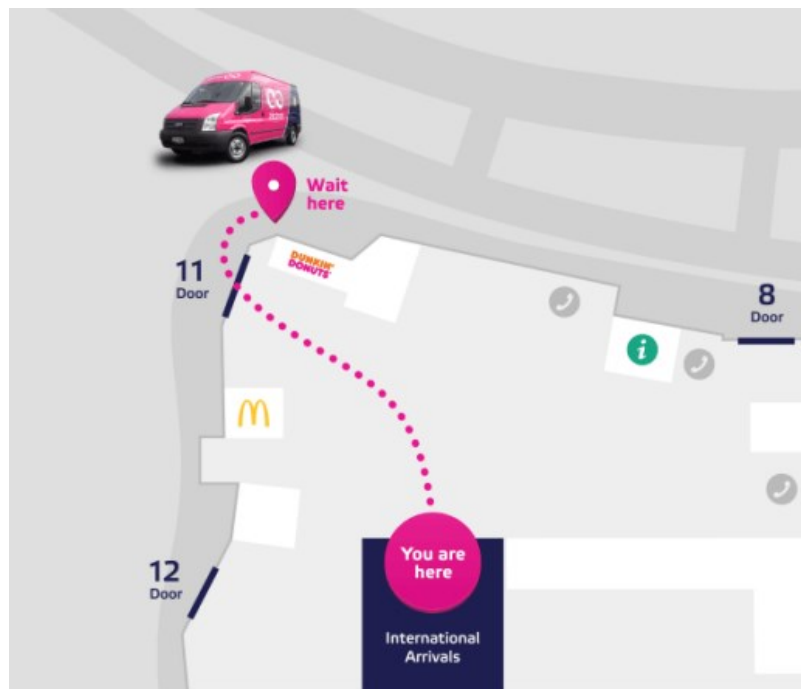 Wait
here
DUNKIN'
DONUTS
11
Door
8
Door
i
M
You are
here
12
Door
International
Arrivals